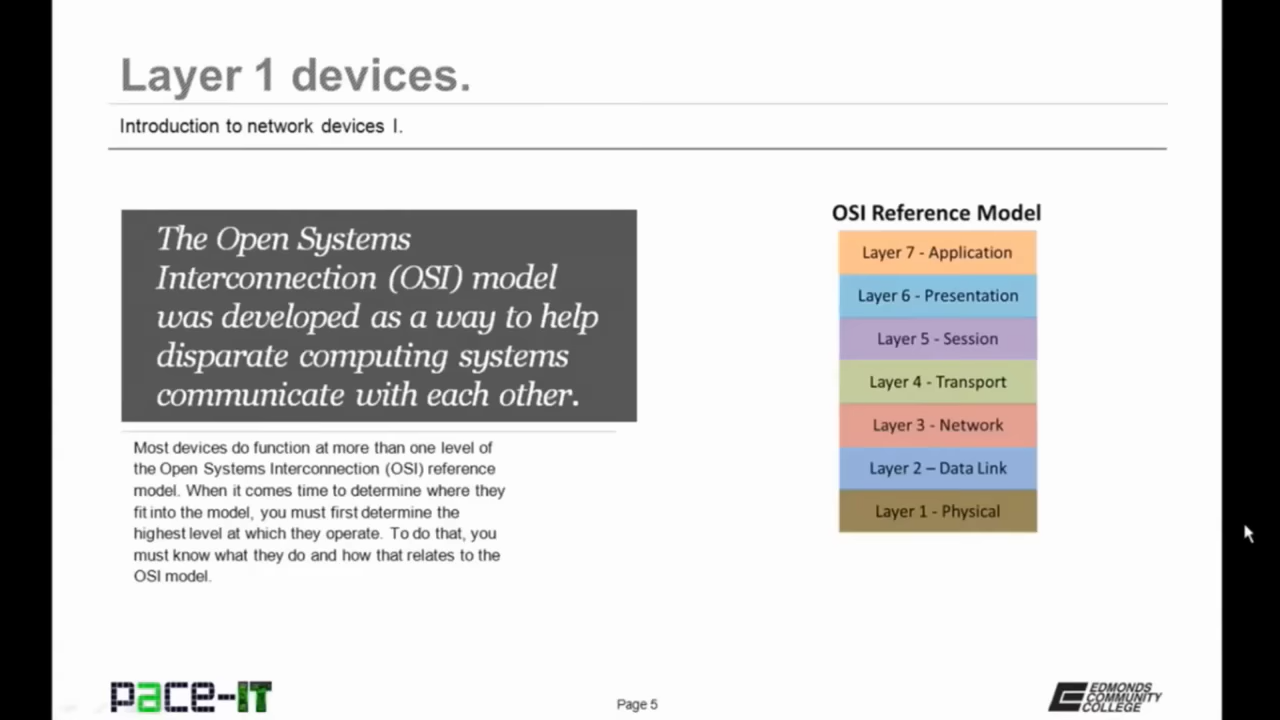 Layer 1 devices.
Introduction to network devices I.
The Open Systems
Interconnection (OSI) model
was developed as a way to help
disparate computing systems
communicate with each other.
Most devices do function at more than one level of
the Open Systems Interconnection (OSI) reference
model. When it comes time to determine where they
fit into the model, you must first determine the
highest level at which they operate. To do that, you
must know what they do and how that relates to the
OSI model.
OSI Reference Model
Layer 7 - Application
Layer 6 - Presentation
Layer 5 - Session
Layer 4 - Transport
Layer 3 - Network
Layer 2 – Data Link
Layer 1 - Physical
pace-IT
Page 5
EDMONDS
COMMUNITY
COLLEGE